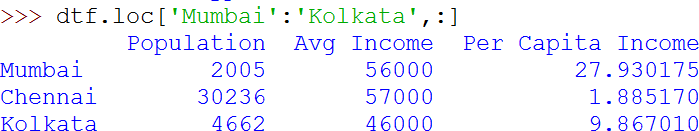 >>> dtf.loc['Mumbai':'Kolkata',:]
Population Avg Income Per Capita Income
Mumbai 2005 56000 27.930175
Chennai 30236 57000 1.885170
Kolkata 4662 46000 9.867010